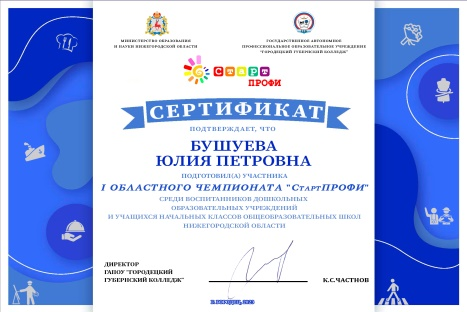 МИНИСТЕРСТВО ОБРАЗОВАНИЯ
И НАУКИ НИЖЕГОРОДСКОЙ ОБЛАСТИ
ГОСУДАРСТВЕННОЕ АВТОНОМНОЕ
ПРОФЕССИОНАЛЬНОЕ ОБРАЗОВАТЕЛЬНОЕ УЧРЕЖДЕНИЕ
"ГОРОДЕЦКИЙ ГУБЕРНСКИЙ КОЛЛЕДЖ"
СТАРТ
ПРОФИ
СЕРТИФИКАТ
ПОДТВЕРЖДАЕТ, ЧТО
БУШУЕВА
ЮЛИЯ ПЕТРОВНА
ПОДГОТОВИЛ(А) УЧАСТНИКА
I ОБЛАСТНОГО ЧЕМПИОНАТА "СтартПРОФИ"
СРЕДИ ВОСПИТАННИКОВ ДОШКОЛЬНЫХ
ОБРАЗОВАТЕЛЬНЫХ УЧРЕЖДЕНИЙ
И УЧАЩИХСЯ НАЧАЛЬНЫХ КЛАССОВ ОБЩЕОБРАЗОВАТЕЛЬНЫХ ШКОЛ
НИЖЕГОРОДСКОЙ ОБЛАСТИ
ДИРЕКТОР
ГАПОУ "ГОРОДЕЦКИЙ
ГУБЕРНСКИЙ КОЛЛЕДЖ"
К.С.ЧАСТНОВ